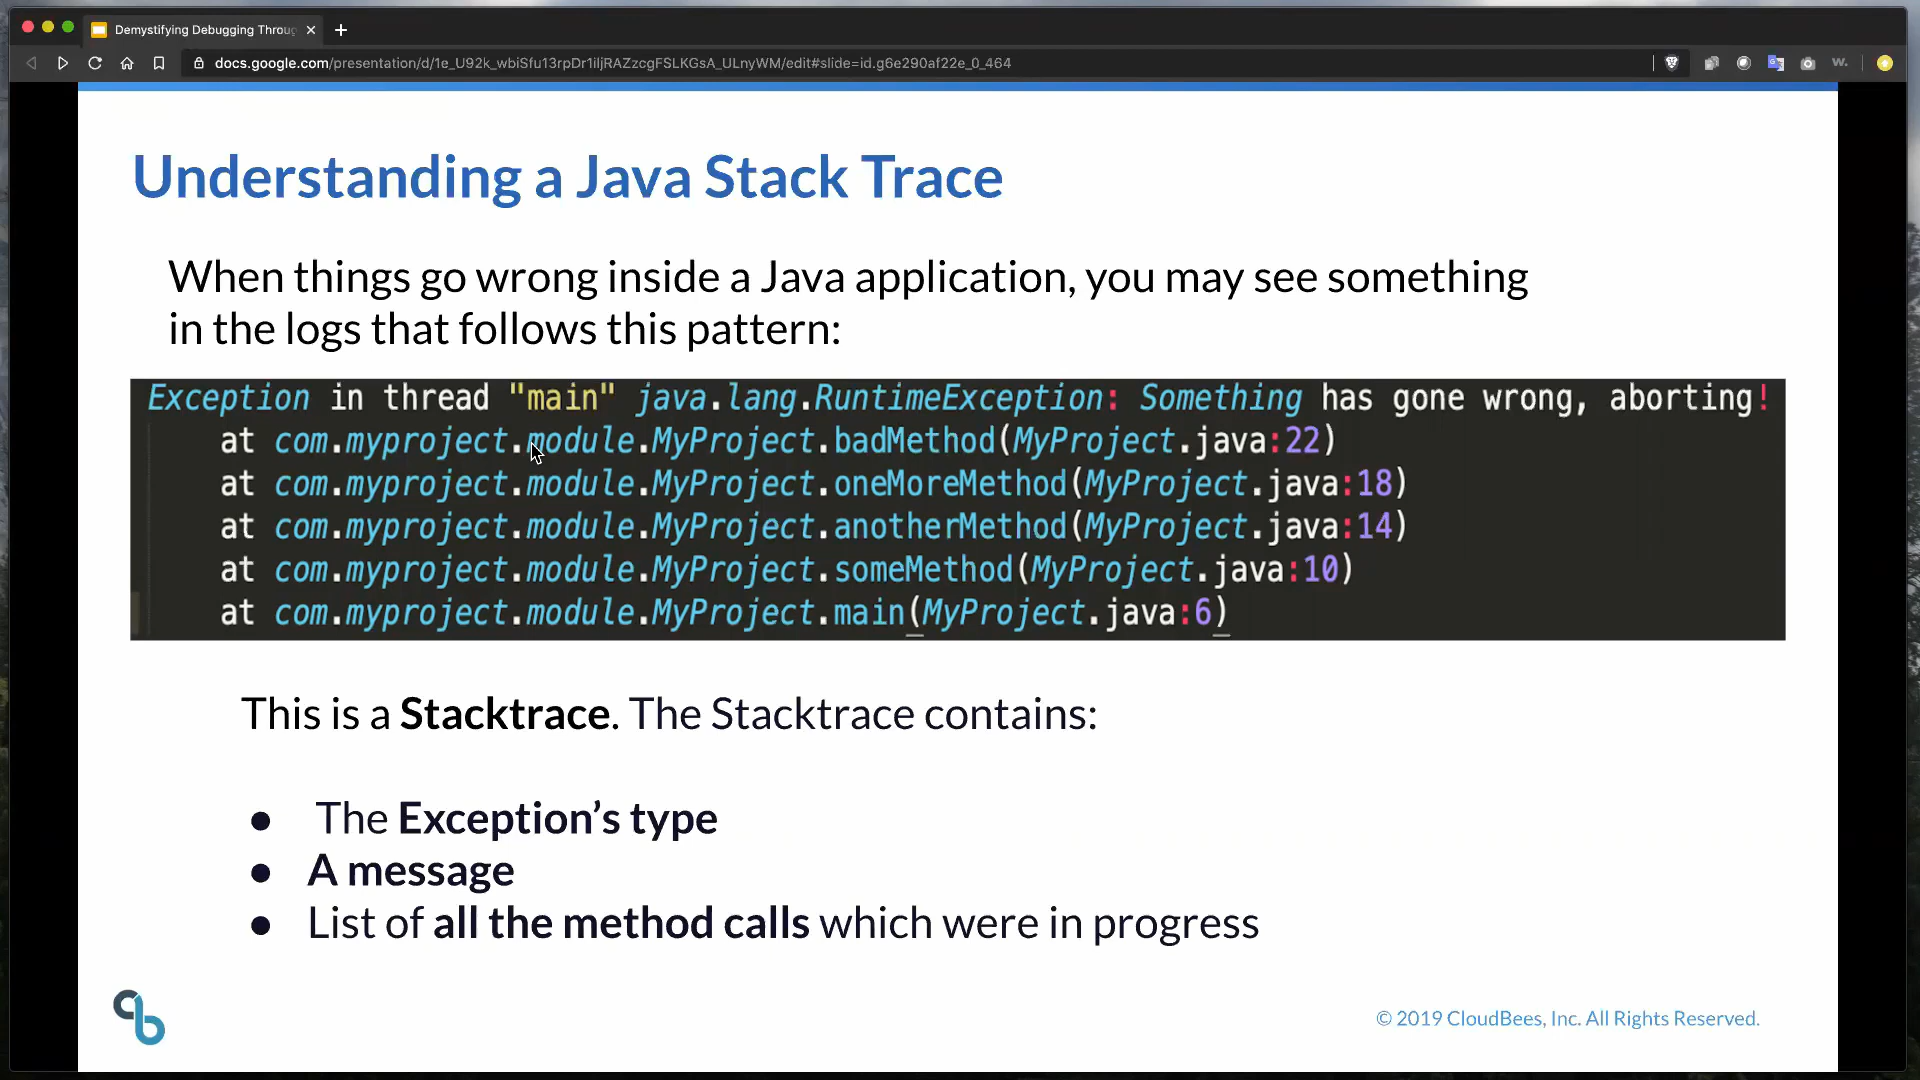 Demystifying Debugging Throu
docs.google.com/presentation/d/1e_U92k_wbiSfu13rpDr1iljRAZzcgFSLKGsA_ULnyWM/edit#slide=id.g6e290af22e_0_464
W.
Understanding a Java Stack Trace
When things go wrong inside a Java application, you may see something
in the logs that follows this pattern:
Exception in thread "main" java.lang.RuntimeException: Something has gone wrong, aborting!
at com.myproject.module.MyProject.badMethod(MyProject.java:22)
at com.myproject.module.MyProject.oneMoreMethod(MyProject.java:18)
at com.myproject.module.MyProject.anotherMethod(MyProject.java:14)
at com.myproject.module.MyProject.someMethod(MyProject.java:10)
at com.myproject.module.MyProject.main(MyProject.java:6)
This is a Stacktrace. The Stacktrace contains:
● The Exception’s type
● A message
● List of all the method calls which were in progress
© 2019 CloudBees, Inc. All Rights Reserved.